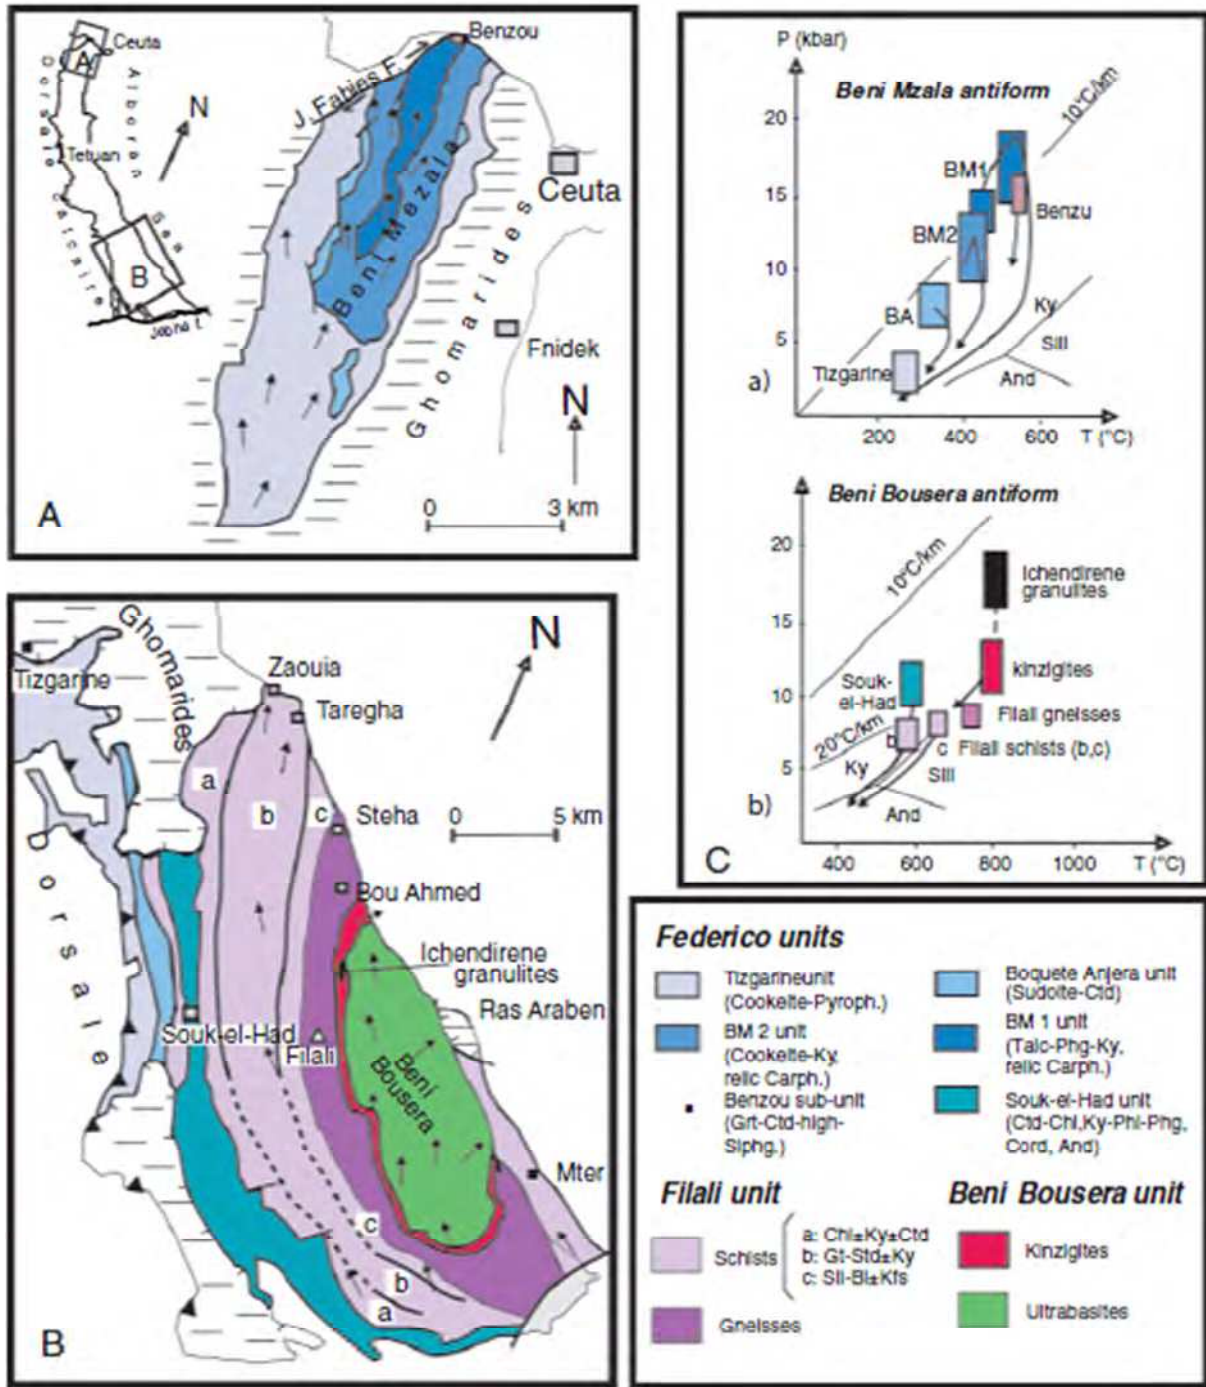 A
Ceuta
Dorsale Calcaire
Alboran Sea
Tetuan
B
Jebha f.
N
Benzou
J. Fahies F.
Beni Mezala
Ghomarides
Ceuta
Fnidek
N
0 3 km
A
P (kbar)
Beni Mzala antiform
10°C/km
20
15
10
5
BM1
Benzu
BM2
BA
Tizgarine
Ky
Sill
And
a)
200 400 600 T (°C)
Beni Bousera antiform
20
15
10
5
10°C/km
Ichendirene
granulites
kinzigites
Souk-
el-Had
20°C/km
Filali gneisses
b
c Filali schists (b,c)
Ky
Sill
And
b)
C
400 600 800 1000 T (°C)
Ghomarides
Tizgarine
Zaouia
Taregha
N
a
b
c
Steha
0 5 km
Bou Ahmed
Dorsale
Ichendirene
granulites
Ras Araben
Souk-el-Had
Filali
Beni
Bousera
Mter
c
b
a
B
Federico units
Tizgarineunit
(Cookeite-Pyroph.)
BM 2 unit
(Cookeite-Ky,
relic Carph.)
Benzou sub-unit
(Grt-Ctd-high-
Siphg.)
Boquete Anjera unit
(Sudoite-Ctd)
BM 1 unit
(Talc-Phg-Ky,
relic Carph.)
Souk-el-Had unit
(Ctd-Chl,Ky-Phl-Phg,
Cord, And)
Filali unit
Schists
a: Chl±Ky±Ctd
b: Gt-Std±Ky
c: Sil-Bi±Kfs
Gneisses
Beni Bousera unit
Kinzigites
Ultrabasites